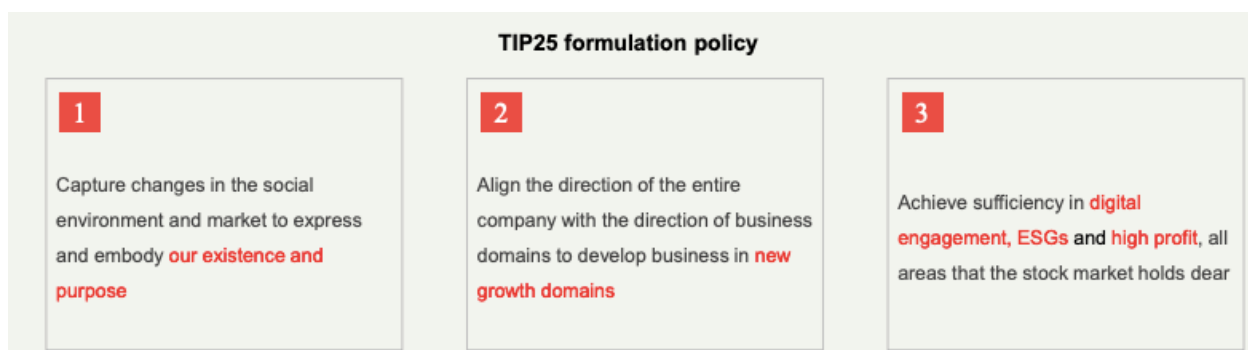 TIP25 formulation policy
1
Capture changes in the social
environment and market to express
and embody our existence and
purpose
2
Align the direction of the entire
company with the direction of business
domains to develop business in new
growth domains
3
Achieve sufficiency in digital
engagement, ESGs and high profit, all
areas that the stock market holds dear